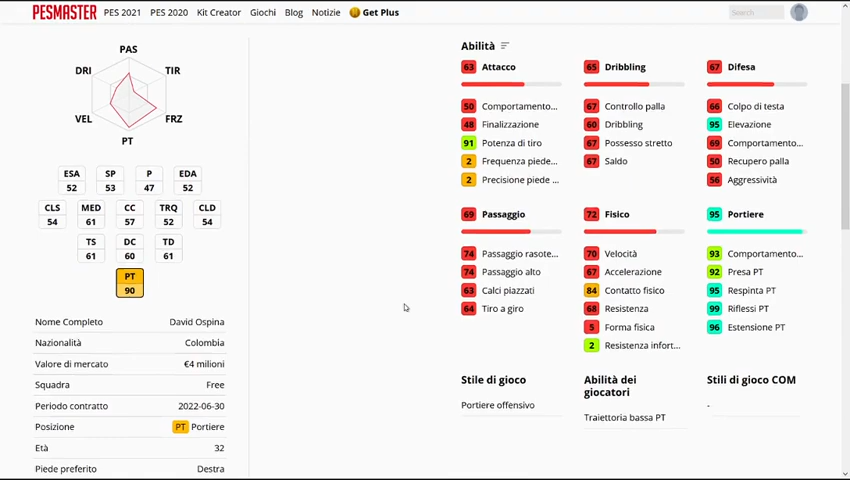 PESMASTER PES 2021 PES 2020 Kit Creator Giochi Blog Notizie Get Plus Search
PAS
DRI TIR
VEL FRZ
PT
ESA SP P EDA
52 53 47 52
CLS MED CC TRQ CLD
54 61 57 52 54
TS DC TD
61 60 61
PT
90
Nome Completo David Ospina
Nazionalità Colombia
Valore di mercato €4 milioni
Squadra Free
Periodo contratto 2022-06-30
Posizione PT Portiere
Età 32
Piede preferito Destra
Abilità
63 Attacco
50 Comportamento...
48 Finalizzazione
91 Potenza di tiro
2 Frequenza piede...
2 Precisione piede ...
65 Dribbling
67 Controllo palla
60 Dribbling
67 Possesso stretto
67 Saldo
67 Difesa
66 Colpo di testa
95 Elevazione
69 Comportamento...
50 Recupero palla
56 Aggressività
69 Passaggio
74 Passaggio rasote...
74 Passaggio alto
63 Calci piazzati
64 Tiro a giro
72 Fisico
70 Velocità
67 Accelerazione
84 Contatto fisico
68 Resistenza
5 Forma fisica
2 Resistenza infort...
95 Portiere
93 Comportamento...
92 Presa PT
95 Respinta PT
99 Riflessi PT
96 Estensione PT
Stile di gioco
Portiere offensivo
Abilità dei
giocatori
Traiettoria bassa PT
Stili di gioco COM
-